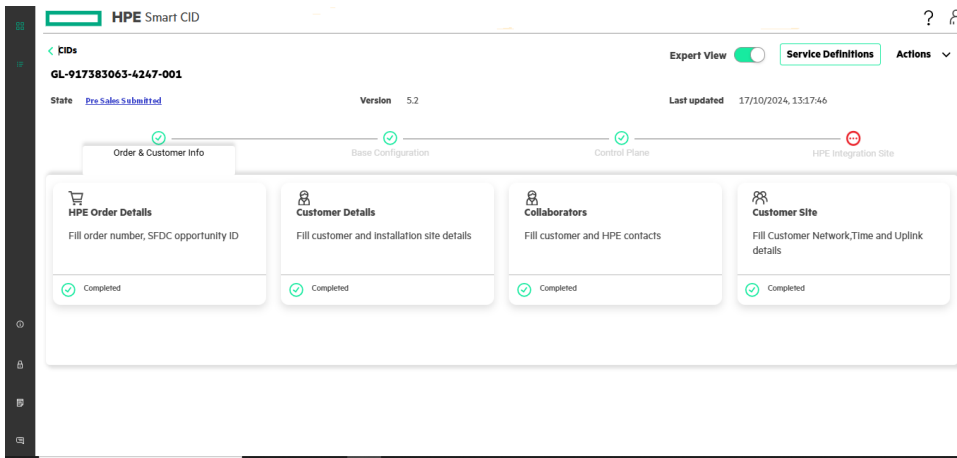 HPE Smart CID
?
CIDs
GL-917383063-4247-001
Expert View
Service Definitions
Actions
State Pre Sales Submitted
Version 5.2
Last updated 17/10/2024, 13:17:46
Order & Customer Info
Base Configuration
Control Plane
HPE Integration Site
HPE Order Details
Fill order number, SFDC opportunity ID
Completed
Customer Details
Fill customer and installation site details
Completed
Collaborators
Fill customer and HPE contacts
Completed
Customer Site
Fill Customer Network,Time and Uplink
details
Completed